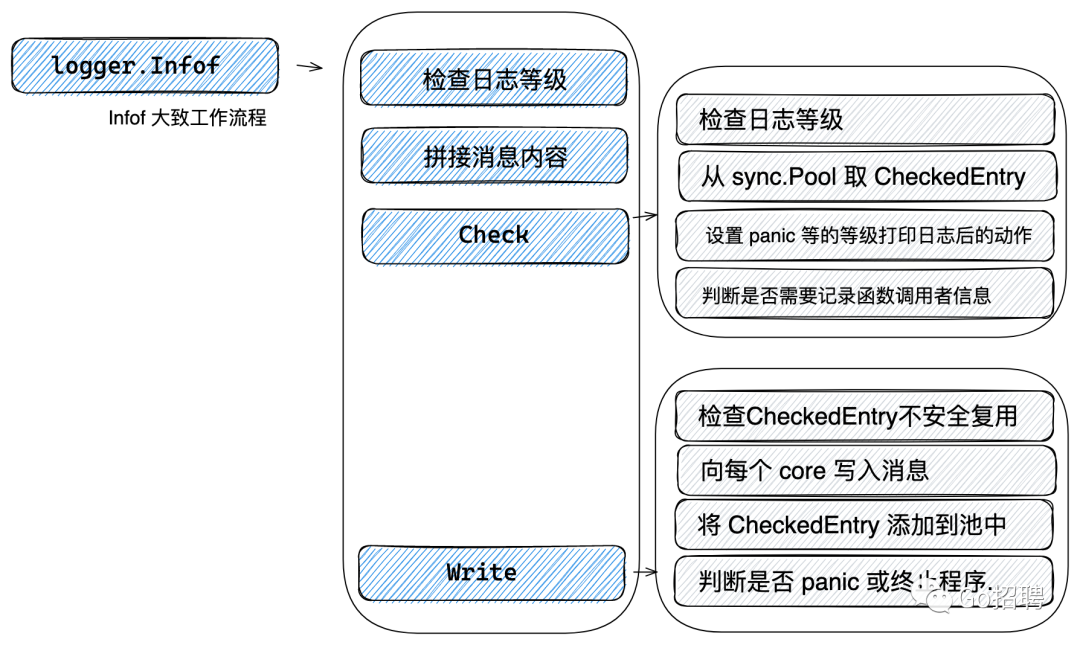 logger.Infof
Infof 大致工作流程
检查日志等级
拼接消息内容
Check
检查日志等级
从 sync.Pool 取 CheckedEntry
设置 panic 等的等级打印日志后的动作
判断是否需要记录函数调用者信息
Write
检查CheckedEntry不安全复用
向每个 core 写入消息
将 CheckedEntry 添加到池中
判断是否 panic 或终止程序.
Go招聘